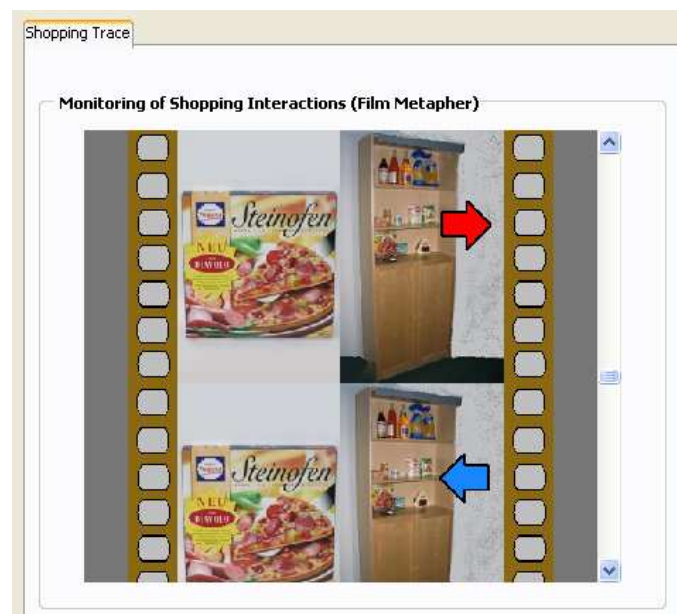 Shopping Trace
Monitoring of Shopping Interactions (Film Metapher)
Steinofen
NEU
Steinofen
NEU